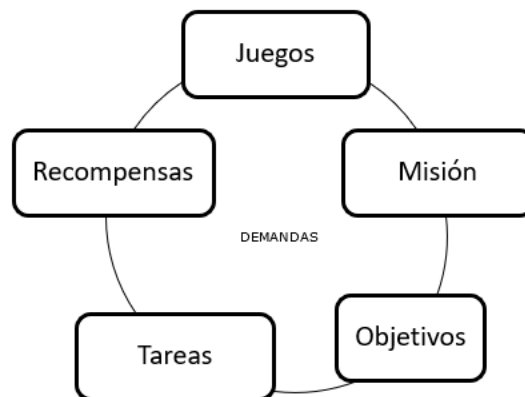 Juegos
Recompensas
Misión
DEMANDAS
Objetivos
Tareas